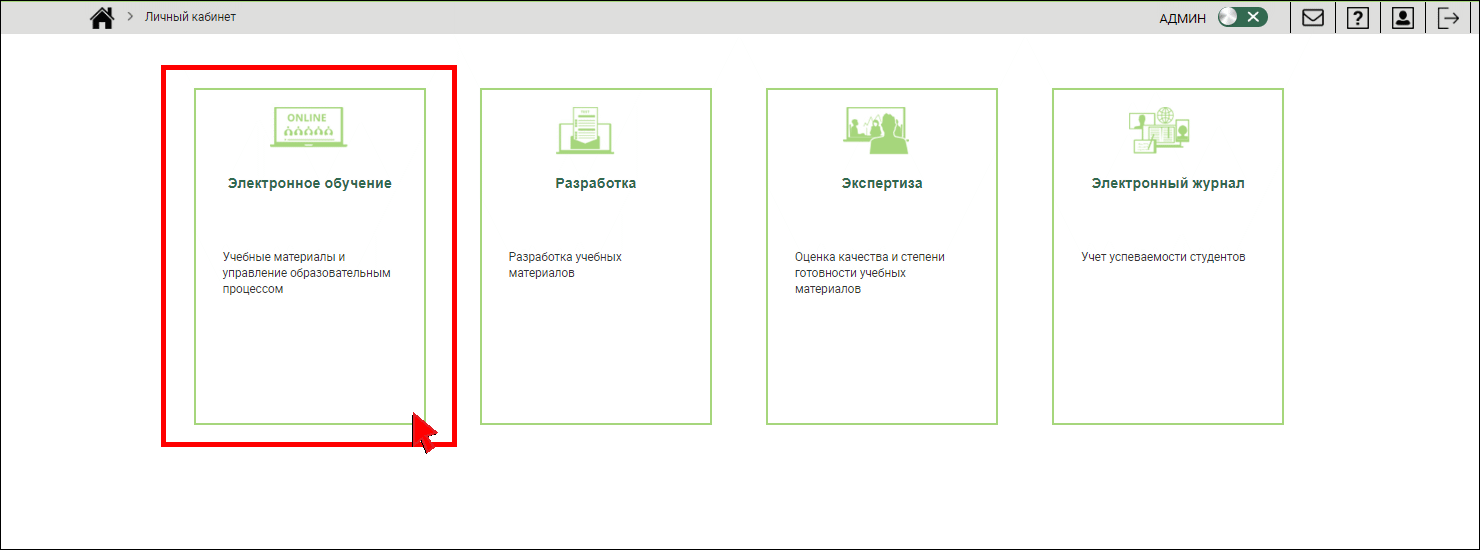 Личный кабинет
АДМИН
ONLINE
Электронное обучение
Учебные материалы и
управление образовательным
процессом
Разработка
Разработка учебных
материалов
Экспертиза
Оценка качества и степени
готовности учебных
материалов
Электронный журнал
Учет успеваемости студентов